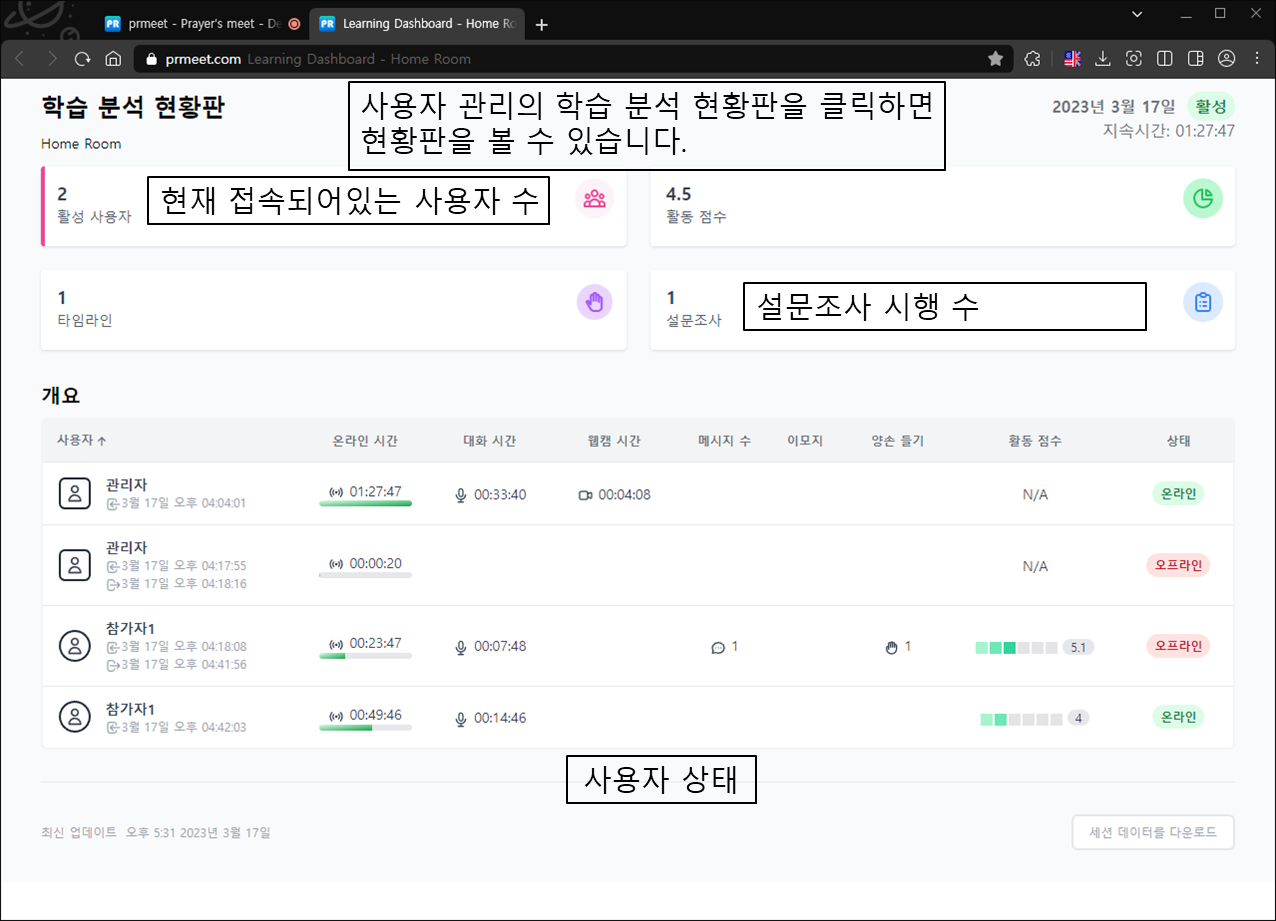 prmeet - Prayer's meet - De
Learning Dashboard - Home Ro
prmeet.com Learning Dashboard - Home Room
학습 분석 현황판
Home Room
사용자 관리의 학습 분석 현황판을 클릭하면
현황판을 볼 수 있습니다.
2023년 3월 17일 활성
지속시간: 01:27:47
2
활성 사용자
현재 접속되어있는 사용자 수
4.5
활동 점수
1
타임라인
1
설문조사
설문조사 시행 수
개요
사용자 온라인 시간 대화 시간 웹캠 시간 메시지 수 이모지 양손 들기 활동 점수 상태
관리자
3월 17일 오후 04:04:01
01:27:47 00:33:40 00:04:08 N/A 온라인
관리자
3월 17일 오후 04:17:55
3월 17일 오후 04:18:16
00:00:20 N/A 오프라인
참가자1
3월 17일 오후 04:18:08
3월 17일 오후 04:41:56
00:23:47 00:07:48 1 1 5.1 오프라인
참가자1
3월 17일 오후 04:42:03
00:49:46 00:14:46 4 온라인
사용자 상태
최신 업데이트 오후 5:31 2023년 3월 17일
세션 데이터를 다운로드